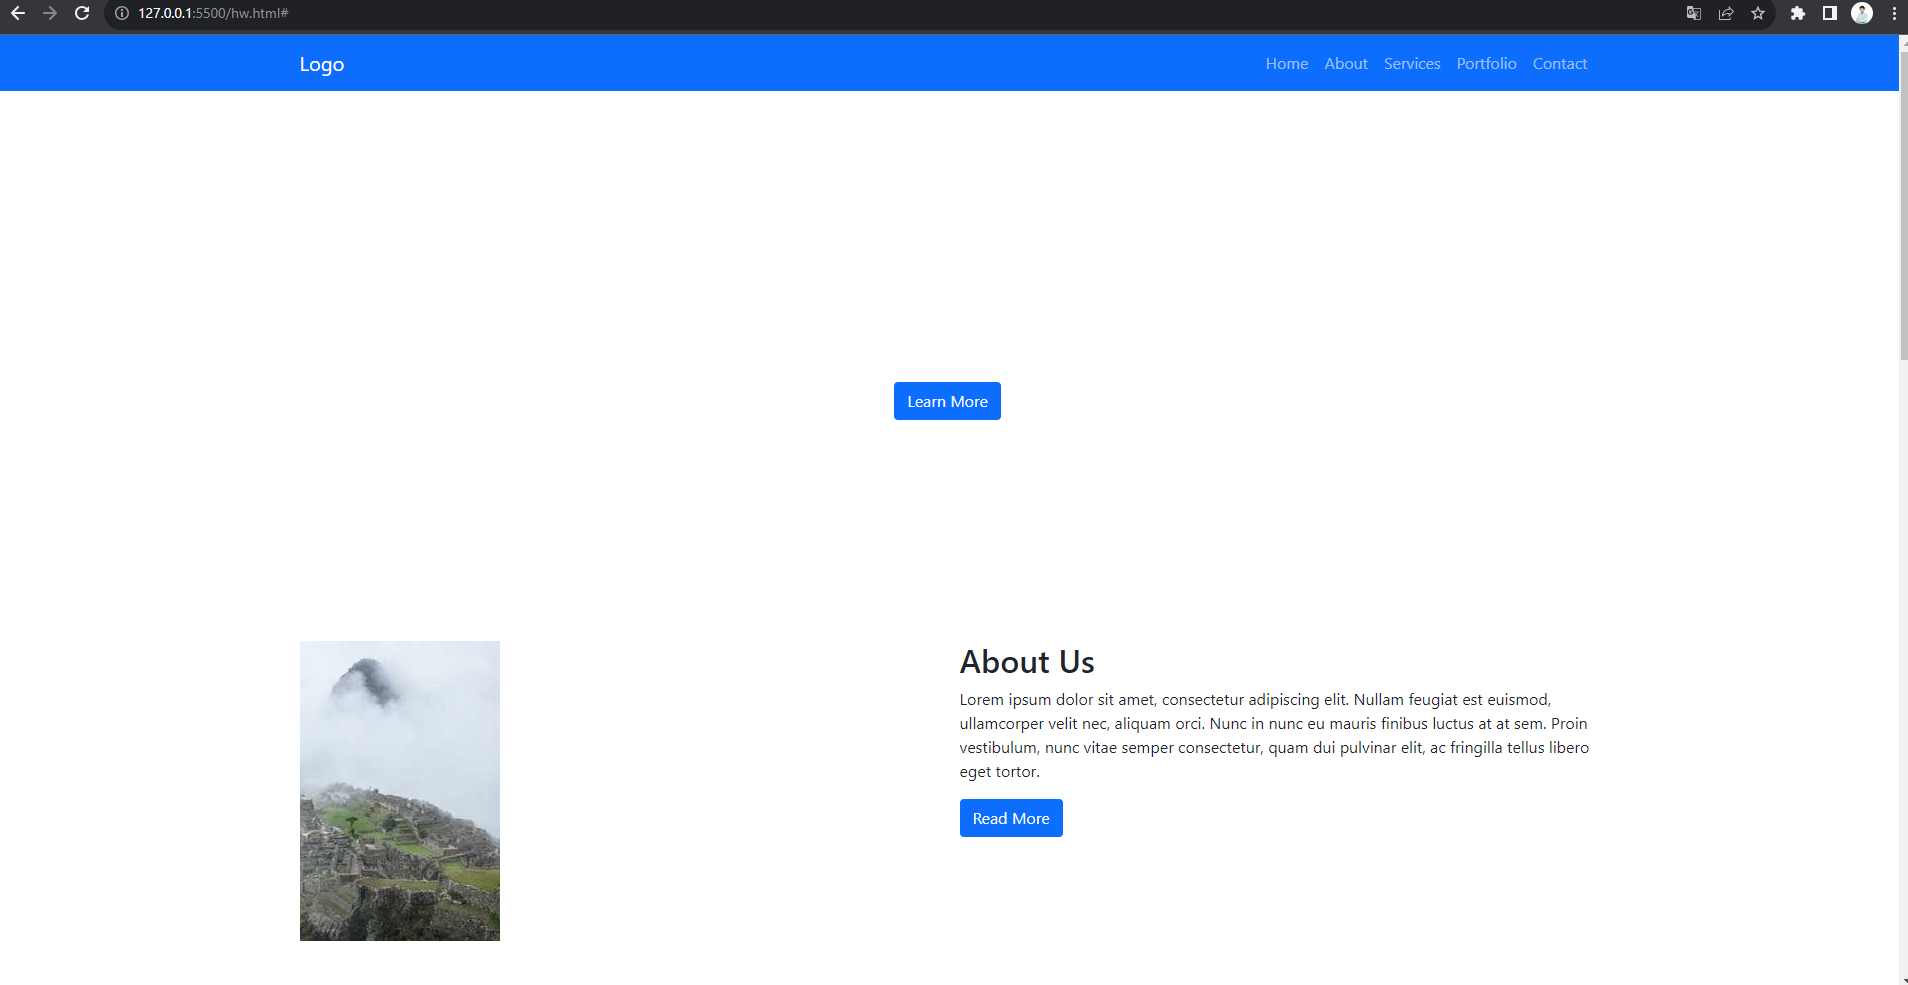 127.0.0.1:5500/hw.html#
Logo
Home About Services Portfolio Contact
Learn More
About Us
Lorem ipsum dolor sit amet, consectetur adipiscing elit. Nullam feugiat est euismod,
ullamcorper velit nec, aliquam orci. Nunc in nunc eu mauris finibus luctus at at sem. Proin
vestibulum, nunc vitae semper consectetur, quam dui pulvinar elit, ac fringilla tellus libero
eget tortor.
Read More